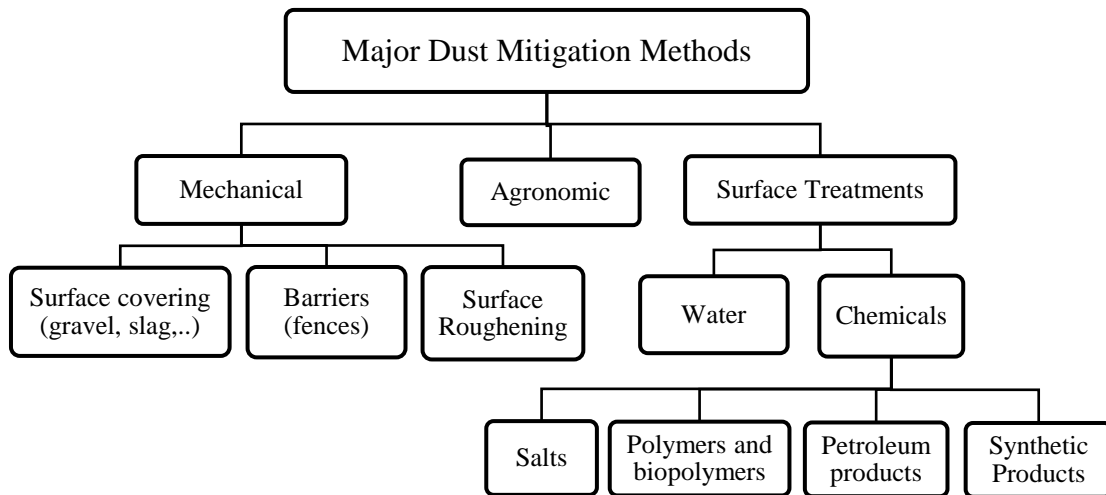 Major Dust Mitigation Methods
Mechanical
Agronomic
Surface Treatments
Surface covering
(gravel, slag,..)
Barriers
(fences)
Surface
Roughening
Water
Chemicals
Salts
Polymers and
biopolymers
Petroleum
products
Synthetic
Products